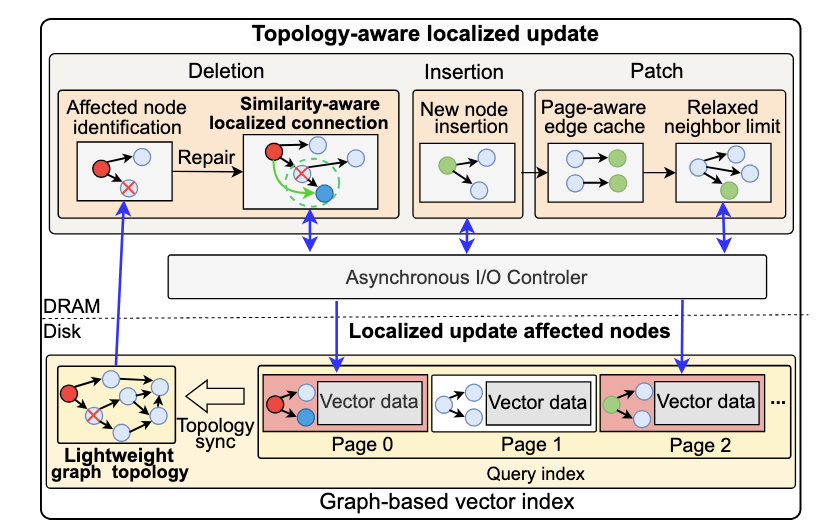 Topology-aware localized update
Deletion
Insertion
Patch
Affected node
identification
Repair
Similarity-aware
localized connection
New node
insertion
Page-aware
edge cache
Relaxed
neighbor limit
Asynchronous I/O Controler
DRAM
Disk
Localized update affected nodes
Topology
sync
Lightweight
graph topology
Vector data
Vector data
Vector data
...
Page 0
Page 1
Page 2
Query index
Graph-based vector index